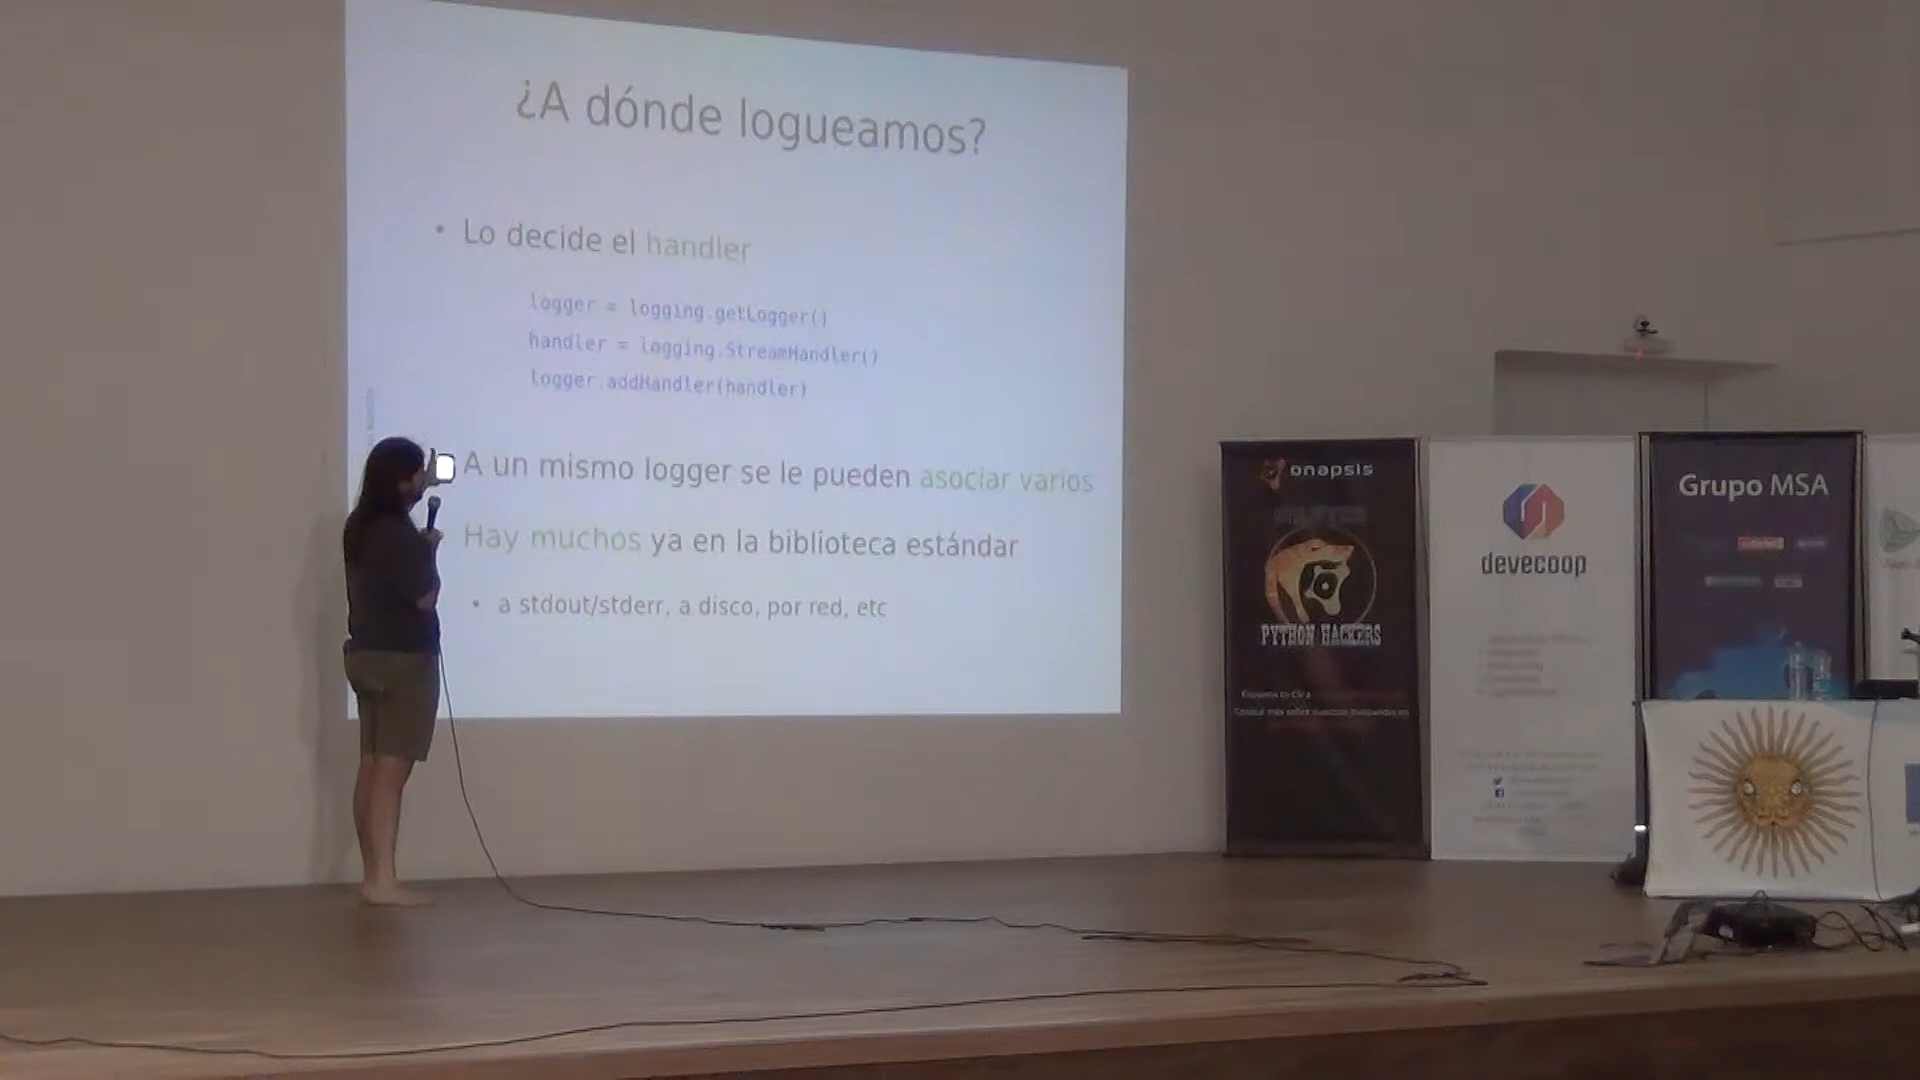 ¿A dónde logueamos?
• Lo decide el handler
logger = logging.getLogger()
handler = logging.StreamHandler()
logger.addHandler(handler)
A un mismo logger se le pueden asociar varios
Hay muchos ya en la biblioteca estándar
• a stdout/stderr, a disco, por red, etc
onapsis
PYTHON HACKERS
devecoop
Grupo MSA